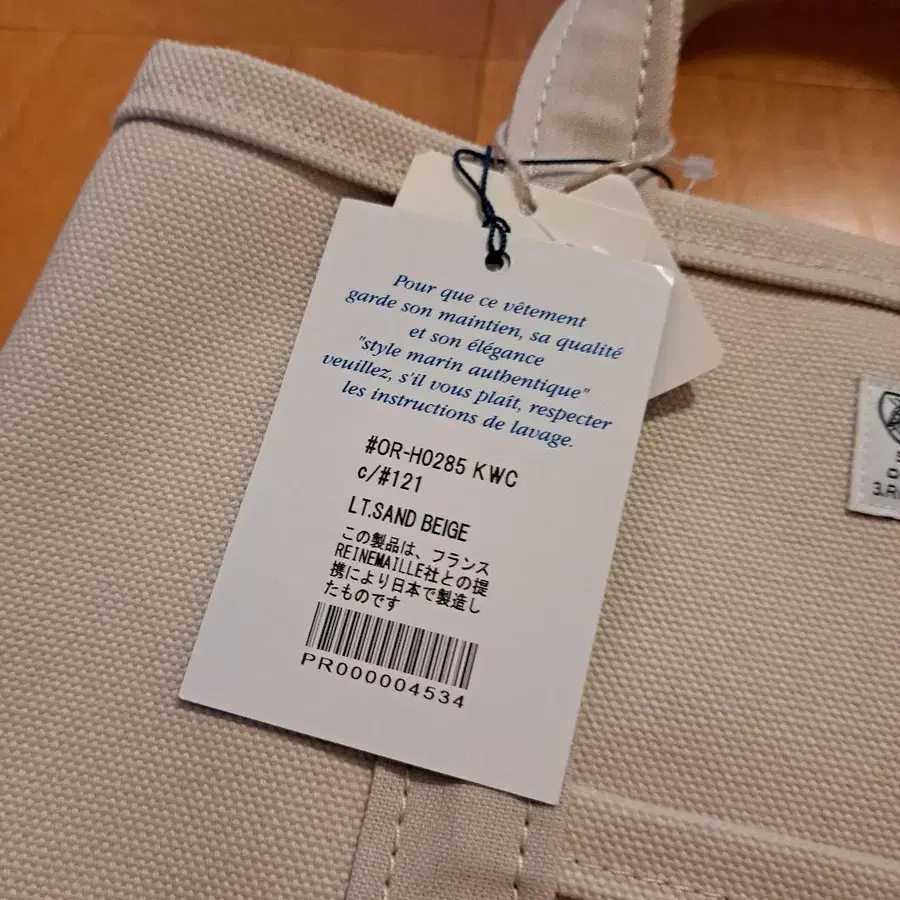 Pour que ce vêtement
garde son maintien, sa qualité
et son élégance
"style marin authentique"
veuillez, s'il vous plaît, respecter
les instructions de lavage.
#OR-H0285 KWC
c/#121
LT.SAND BEIGE
この製品は、フランス
REINEMAILLE社との提
携により日本で製造し
たものです
PR000004534